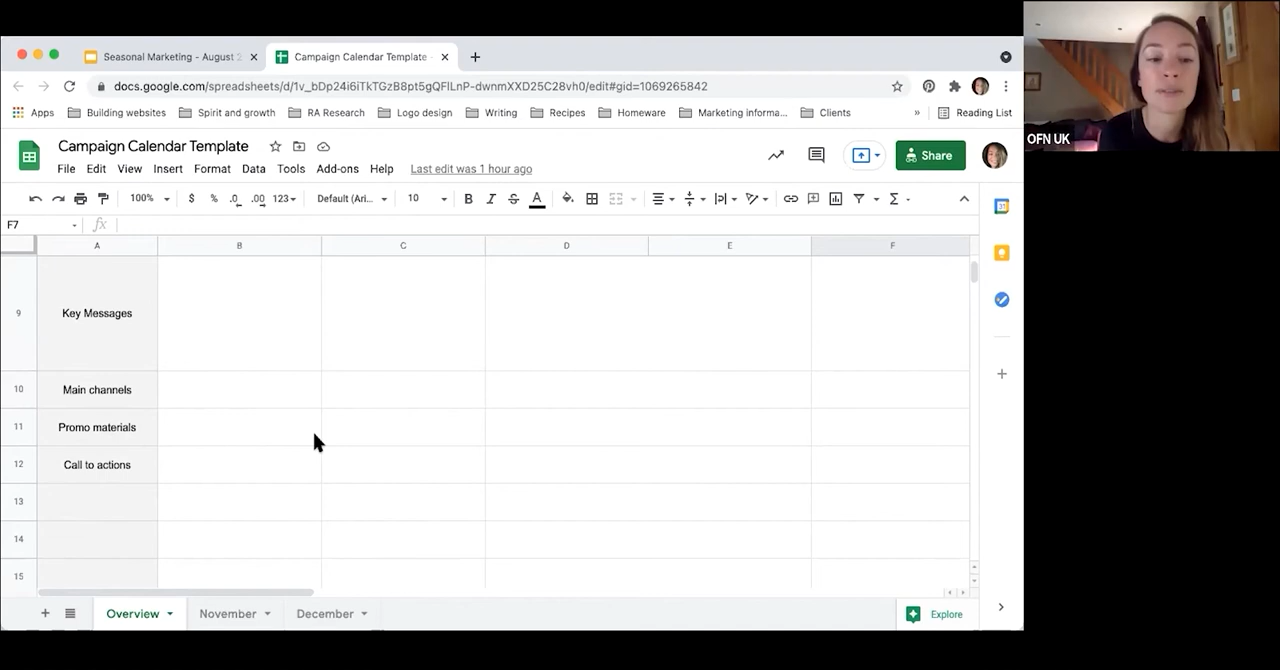 Seasonal Marketing - August 2
Campaign Calendar Template
docs.google.com/spreadsheets/d/1v_bDp24i6iTkTGzB8pt5gQFlLnP-dwnmXXD25C28vh0/edit#gid=1069265842
Apps Building websites Spirit and growth RA Research Logo design Writing Recipes Homeware Marketing informa... Clients » Reading List
OFN UK
Campaign Calendar Template
File Edit View Insert Format Data Tools Add-ons Help Last edit was 1 hour ago
Share
100% $ % .0 .00 123 Default (Ari... 10 B I S A Σ
F7 fx
A B C D E F
9 Key Messages
10 Main channels
11 Promo materials
12 Call to actions
13
14
15
Overview November December Explore